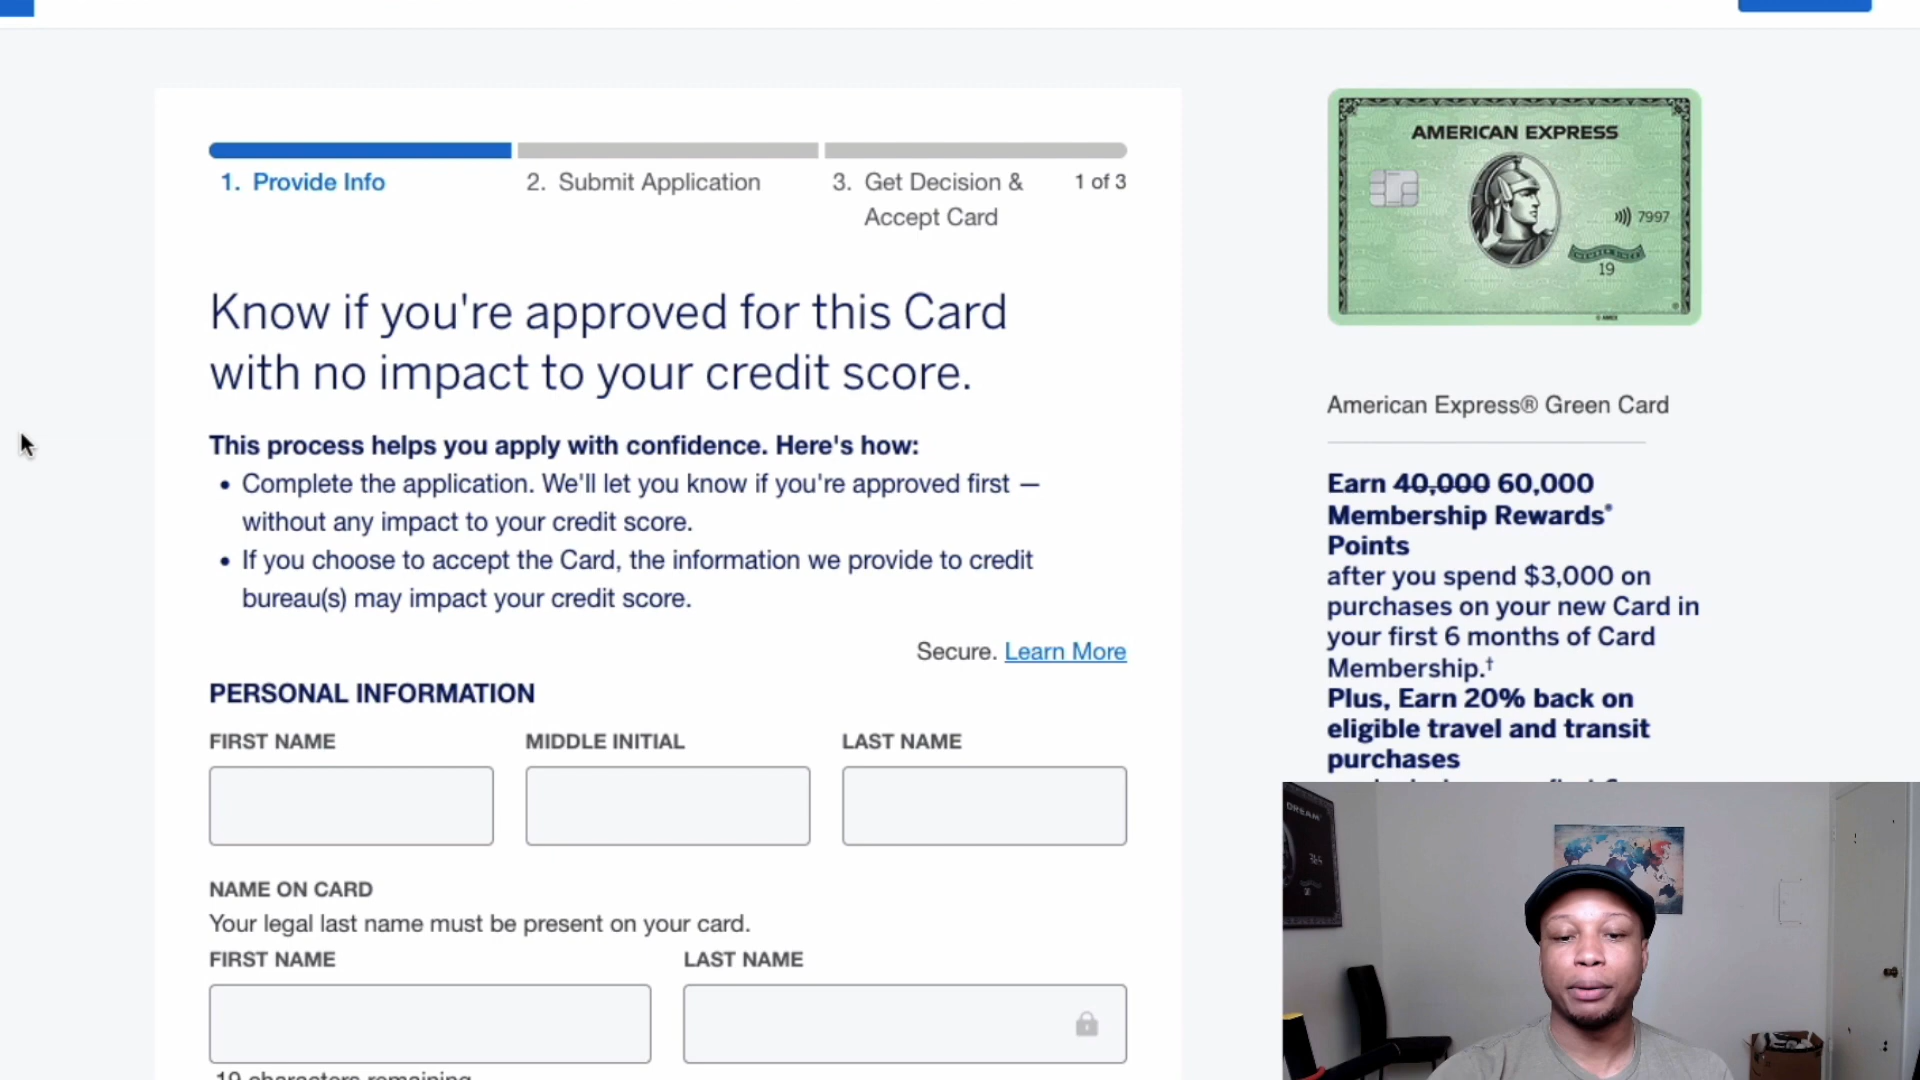 1. Provide Info
2. Submit Application
3. Get Decision &
Accept Card
1 of 3
Know if you're approved for this Card
with no impact to your credit score.
This process helps you apply with confidence. Here's how:
• Complete the application. We'll let you know if you're approved first —
without any impact to your credit score.
• If you choose to accept the Card, the information we provide to credit
bureau(s) may impact your credit score.
Secure. Learn More
PERSONAL INFORMATION
FIRST NAME
MIDDLE INITIAL
LAST NAME
NAME ON CARD
Your legal last name must be present on your card.
FIRST NAME
LAST NAME
19 characters remaining
AMERICAN EXPRESS
7997
MEMBER SINCE
19
© AMEX
American Express® Green Card
Earn 40,000 60,000
Membership Rewards®
Points
after you spend $3,000 on
purchases on your new Card in
your first 6 months of Card
Membership.†
Plus, Earn 20% back on
eligible travel and transit
purchases
DREAM